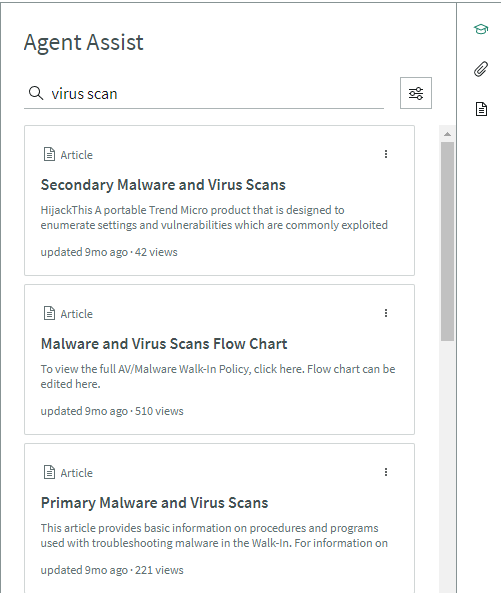 Agent Assist
virus scan
Article
Secondary Malware and Virus Scans
HijackThis A portable Trend Micro product that is designed to
enumerate settings and vulnerabilities which are commonly exploited
updated 9mo ago · 42 views
Article
Malware and Virus Scans Flow Chart
To view the full AV/Malware Walk-In Policy, click here. Flow chart can be
edited here.
updated 9mo ago · 510 views
Article
Primary Malware and Virus Scans
This article provides basic information on procedures and programs
used with troubleshooting malware in the Walk-In. For information on
updated 9mo ago · 221 views